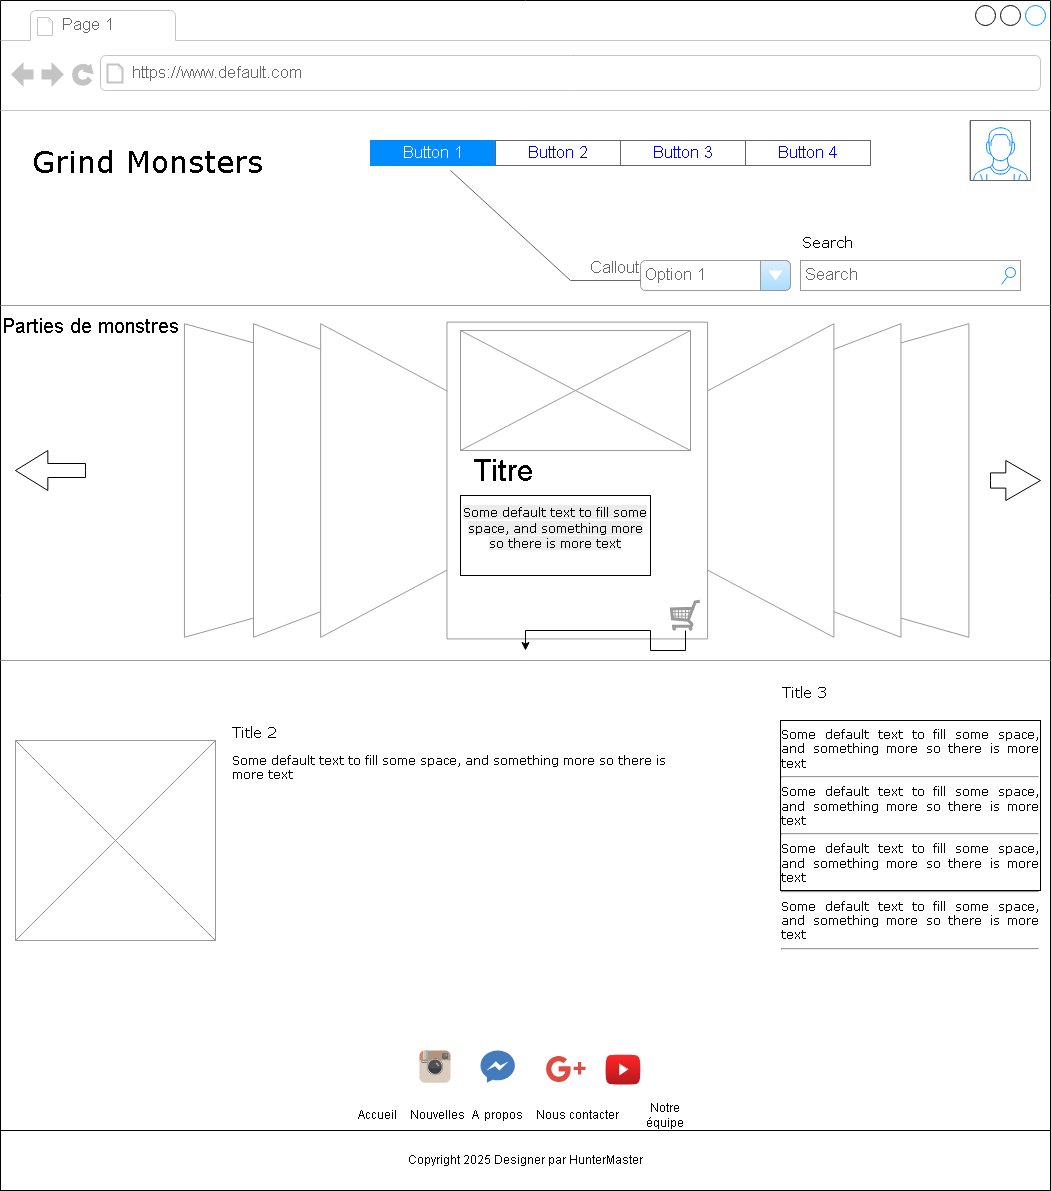 Page 1
https://www.default.com
Grind Monsters
Button 1
Button 2
Button 3
Button 4
Search
Callout
Option 1
Search
Parties de monstres
Titre
Some default text to fill some
space, and something more
so there is more text
Title 2
Some default text to fill some space, and something more so there is
more text
Title 3
Some default text to fill some space,
and something more so there is more
text
Some default text to fill some space,
and something more so there is more
text
Some default text to fill some space,
and something more so there is more
text
Some default text to fill some space,
and something more so there is more
text
G+
Accueil
Nouvelles
A propos
Nous contacter
Notre
équipe
Copyright 2025 Designer par HunterMaster